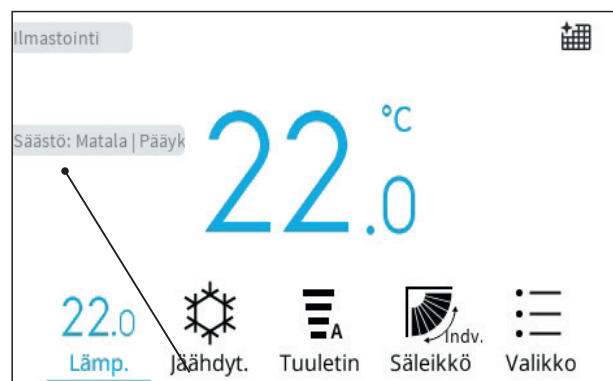 Ilmastointi
°C
22.0
Säästö: Matala | Pääyk
22.0
A
Indv.
Lämp. Jäähdyt. Tuuletin Säleikkö Valikko